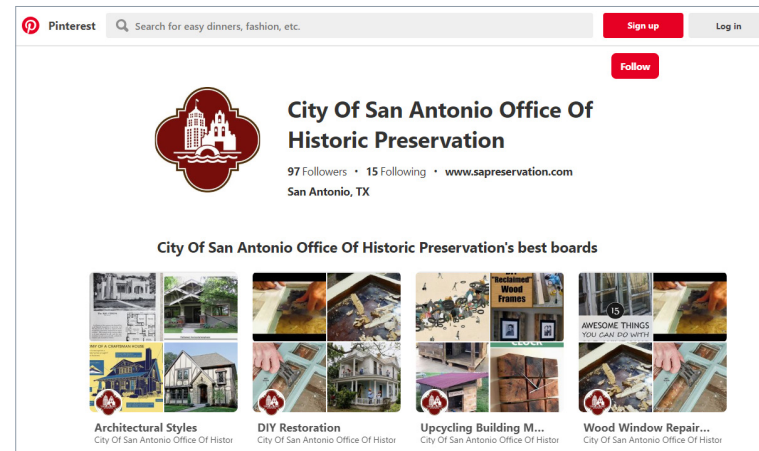 Pinterest
Search for easy dinners, fashion, etc.
Sign up
Log in
Follow
City Of San Antonio Office Of
Historic Preservation
97 Followers • 15 Following • www.sapreservation.com
San Antonio, TX
City Of San Antonio Office Of Historic Preservation's best boards
"Reclaimed"
Wood
Frames
CLOCK
15
AWESOME THINGS
YOU CAN DO WITH
OF A CRAFTSMAN HOME
Architectural Styles
City Of San Antonio Office Of Histor
DIY Restoration
City Of San Antonio Office Of Histor
Upcycling Building M...
City Of San Antonio Office Of Histor
Wood Window Repair...
City Of San Antonio Office Of Histor